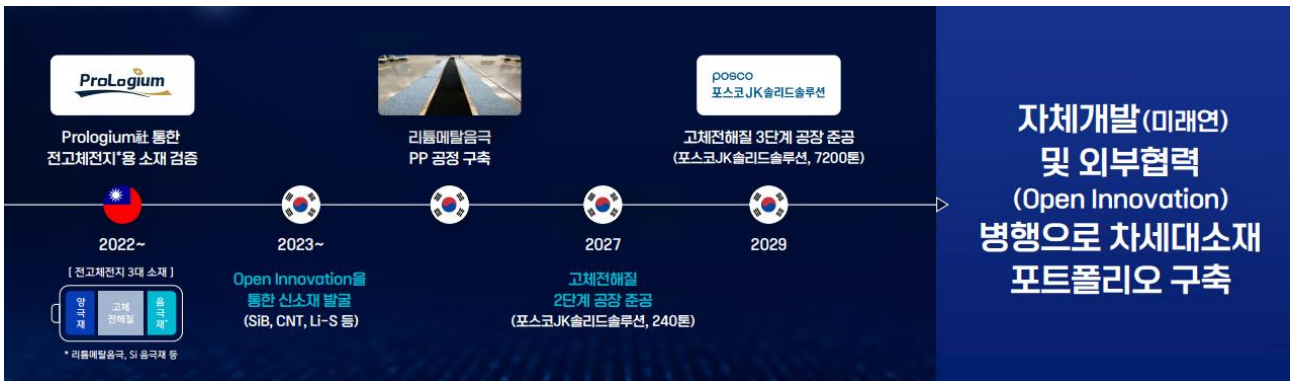 ProLogium
Prologium社 통한
전고체전지*용 소재 검증
2022~
[ 전고체전지 3대 소재 ]
양극재
고체
전해질
음극재*
* 리튬메탈음극, Si 음극재 등
2023~
Open Innovation을
통한 신소재 발굴
(SiB, CNT, Li-S 등)
리튬메탈음극
PP 공정 구축
2027
고체전해질
2단계 공장 준공
(포스코JK솔리드솔루션, 240톤)
posco
포스코JK솔리드솔루션
고체전해질 3단계 공장 준공
(포스코JK솔리드솔루션, 7200톤)
2029
자체개발(미래연)
및 외부협력
(Open Innovation)
병행으로 차세대소재
포트폴리오 구축